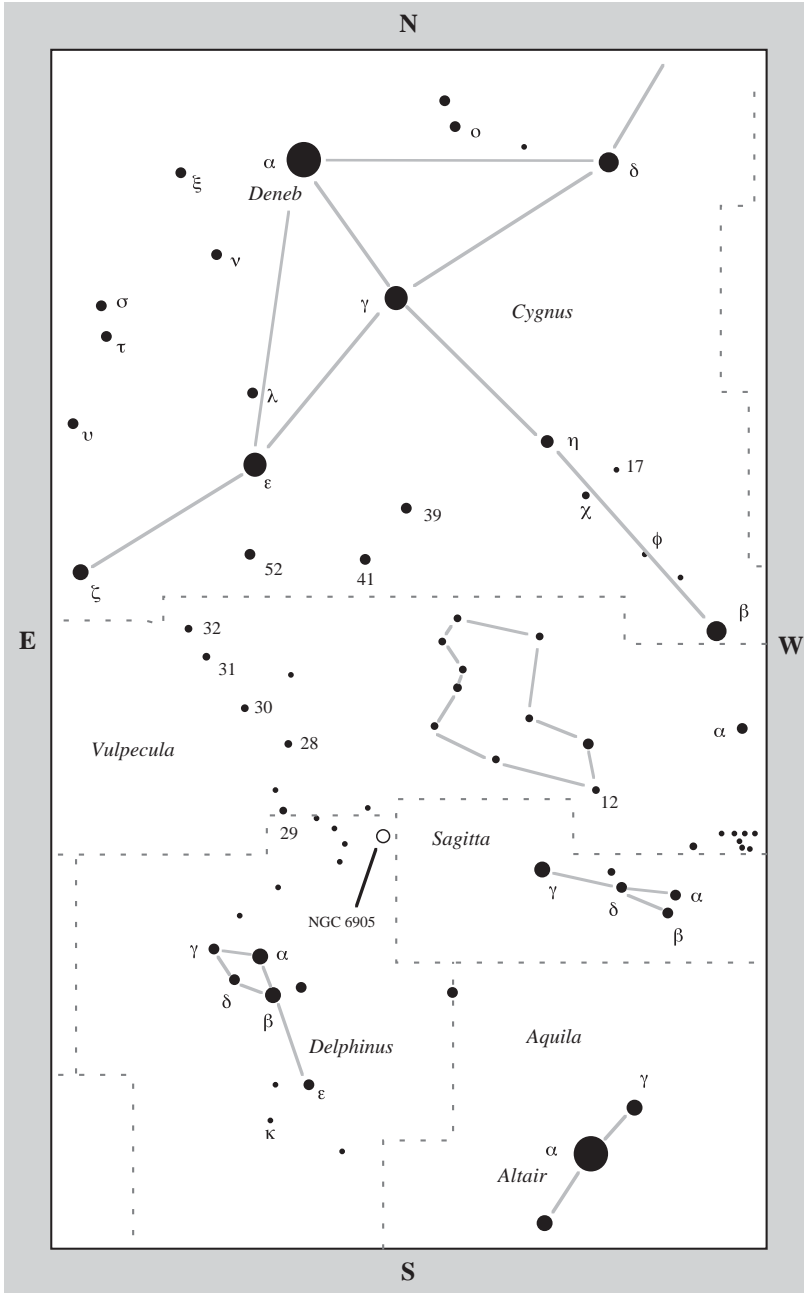 N
ο
α
δ
Deneb
ξ
ν
σ
γ
Cygnus
τ
λ
υ
η
17
ε
χ
39
φ
52
41
ζ
β
E
W
32
31
30
α
28
Vulpecula
12
29
Sagitta
γ
α
δ
NGC 6905
β
γ
α
δ
β
Aquila
Delphinus
γ
ε
κ
α
Altair
S